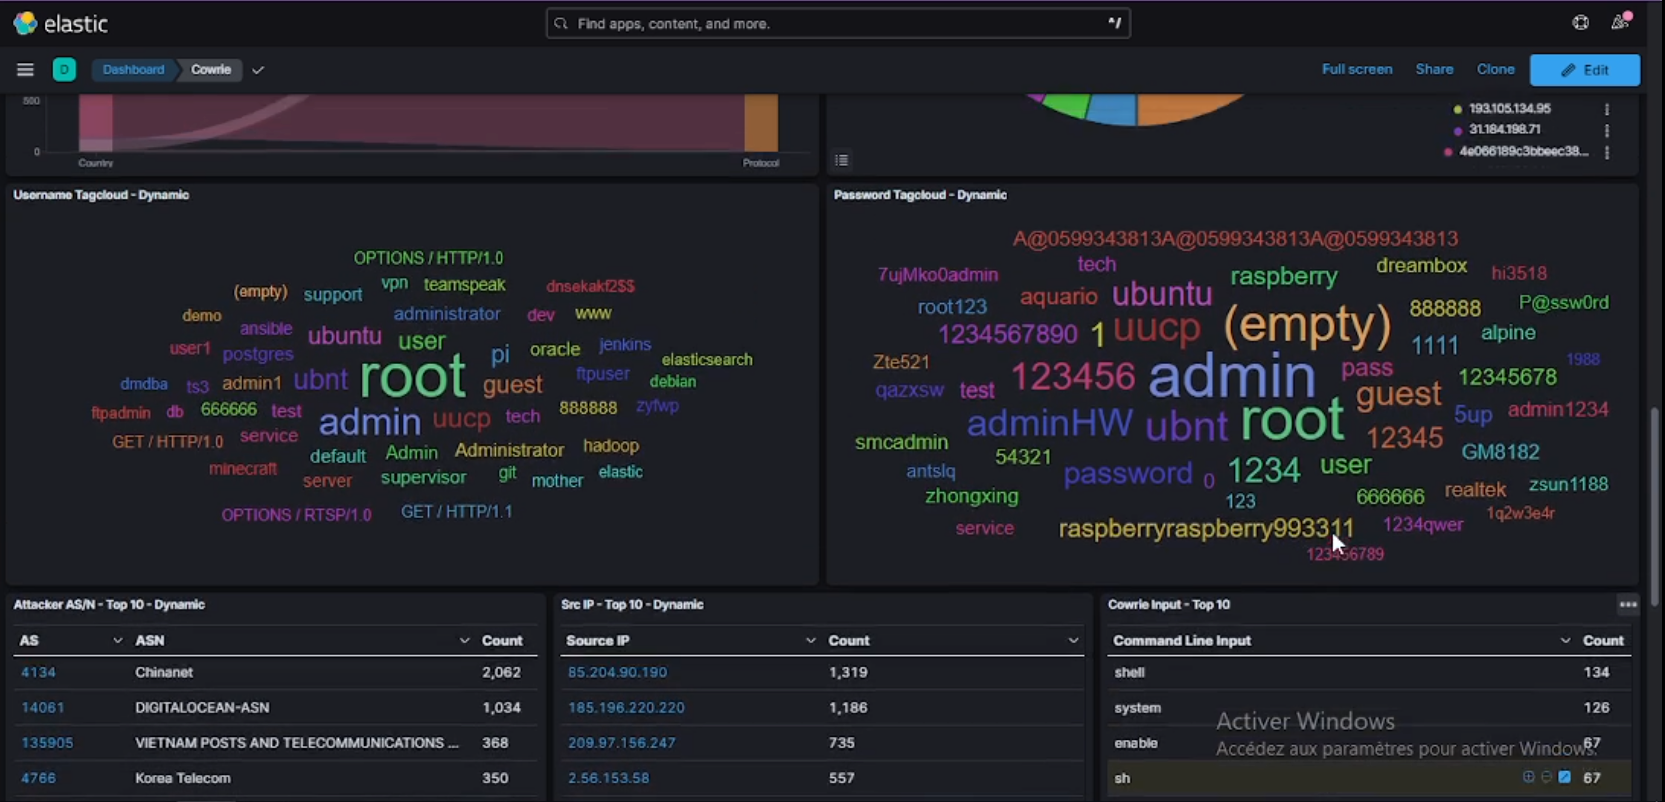 elastic
Find apps, content, and more.
^/
D
Dashboard
Cowrie
Full screen
Share
Clone
Edit
500
0
Country
Protocol
193.105.134.95
31.184.198.71
4e066189c3bbeec38...
Username Tagcloud - Dynamic
OPTIONS / HTTP/1.0
(empty) support vpn teamspeak dnsekakf2$$
demo administrator dev www
ansible ubuntu user
user1 postgres pi oracle jenkins elasticsearch
dmdba ts3 admin1 ubnt root guest ftpuser debian
ftpadmin db 666666 test admin uucp tech 888888 zyfwp
GET / HTTP/1.0 service
default Admin Administrator hadoop
minecraft server supervisor git mother elastic
OPTIONS / RTSP/1.0 GET / HTTP/1.1
Password Tagcloud - Dynamic
A@0599343813A@0599343813A@0599343813
7ujMko0admin tech raspberry dreambox hi3518
root123 aquario ubuntu 888888 P@ssw0rd
1234567890 1 uucp (empty) 1111 alpine
Zte521 123456 admin pass 1988
qazxsw test guest 12345678
adminHW ubnt root 5up admin1234
smcadmin 12345
54321 GM8182
antslq password 0 1234 user
zhongxing 123 666666 realtek zsun1188
service raspberryraspberry993311 1234qwer 1q2w3e4r
123456789
Attacker AS/N - Top 10 - Dynamic
AS ASN Count
4134 Chinanet 2,062
14061 DIGITALOCEAN-ASN 1,034
135905 VIETNAM POSTS AND TELECOMMUNICATIONS ... 368
4766 Korea Telecom 350
Src IP - Top 10 - Dynamic
Source IP Count
85.204.90.190 1,319
185.196.220.220 1,186
209.97.156.247 735
2.56.153.58 557
Cowrie Input - Top 10
Command Line Input Count
shell 134
system 126
enable 67
sh 67
Activer Windows
Accédez aux paramètres pour activer Windows.